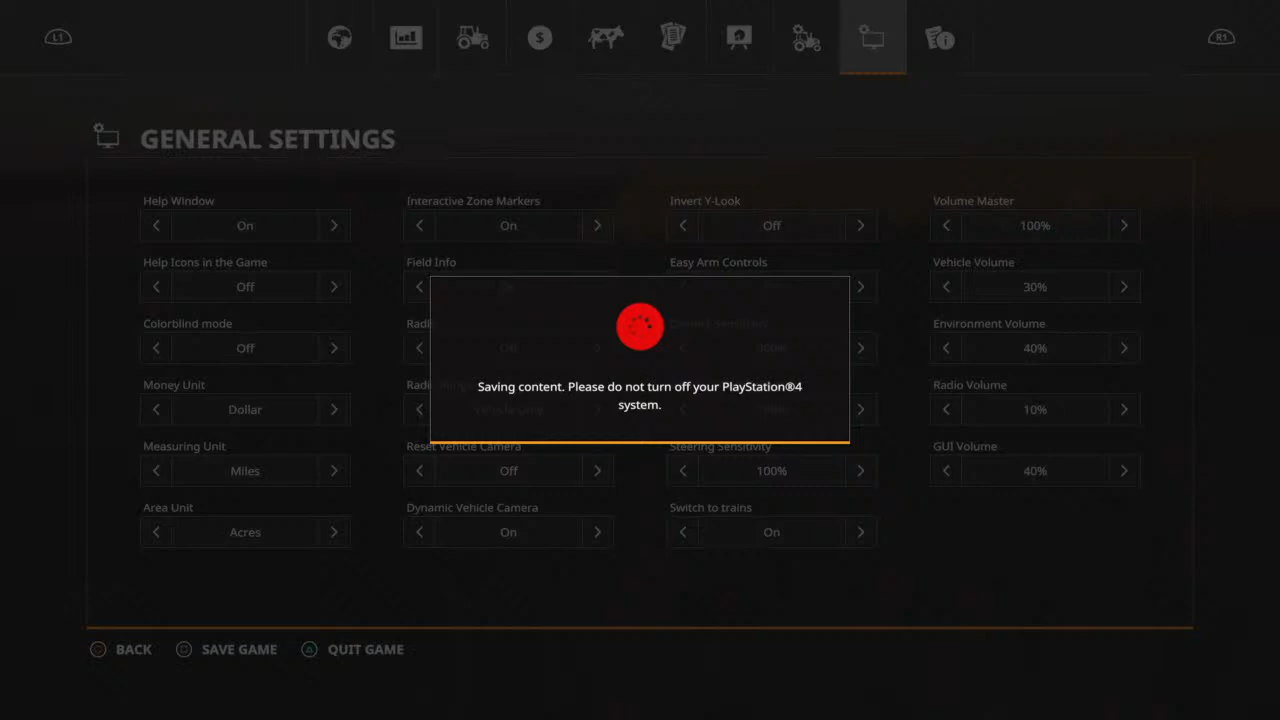 L1
R1
GENERAL SETTINGS
Help Window
On
Interactive Zone Markers
On
Invert Y-Look
Off
Volume Master
100%
Help Icons in the Game
Off
Field Info
Easy Arm Controls
Vehicle Volume
30%
Colorblind mode
Off
Environment Volume
40%
Money Unit
Dollar
Radio Volume
10%
Saving content. Please do not turn off your PlayStation®4
system.
Measuring Unit
Miles
Reset Vehicle Camera
Off
Steering Sensitivity
100%
GUI Volume
40%
Area Unit
Acres
Dynamic Vehicle Camera
On
Switch to trains
On
BACK
SAVE GAME
QUIT GAME